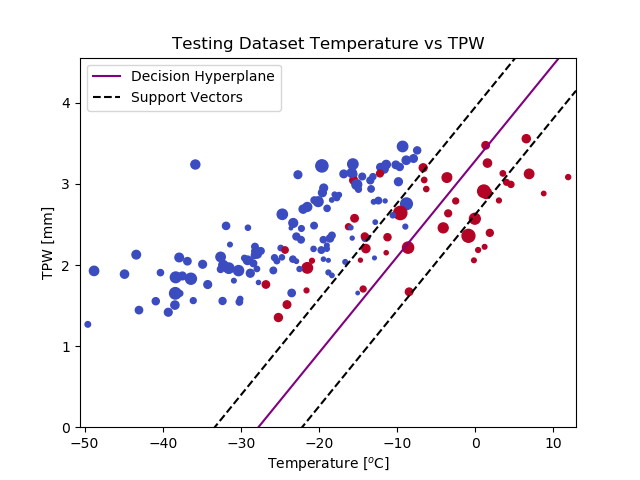 Testing Dataset Temperature vs TPW
Decision Hyperplane
Support Vectors
TPW [mm]
4
3
2
1
0
−50 −40 −30 −20 −10 0 10
Temperature [°C]